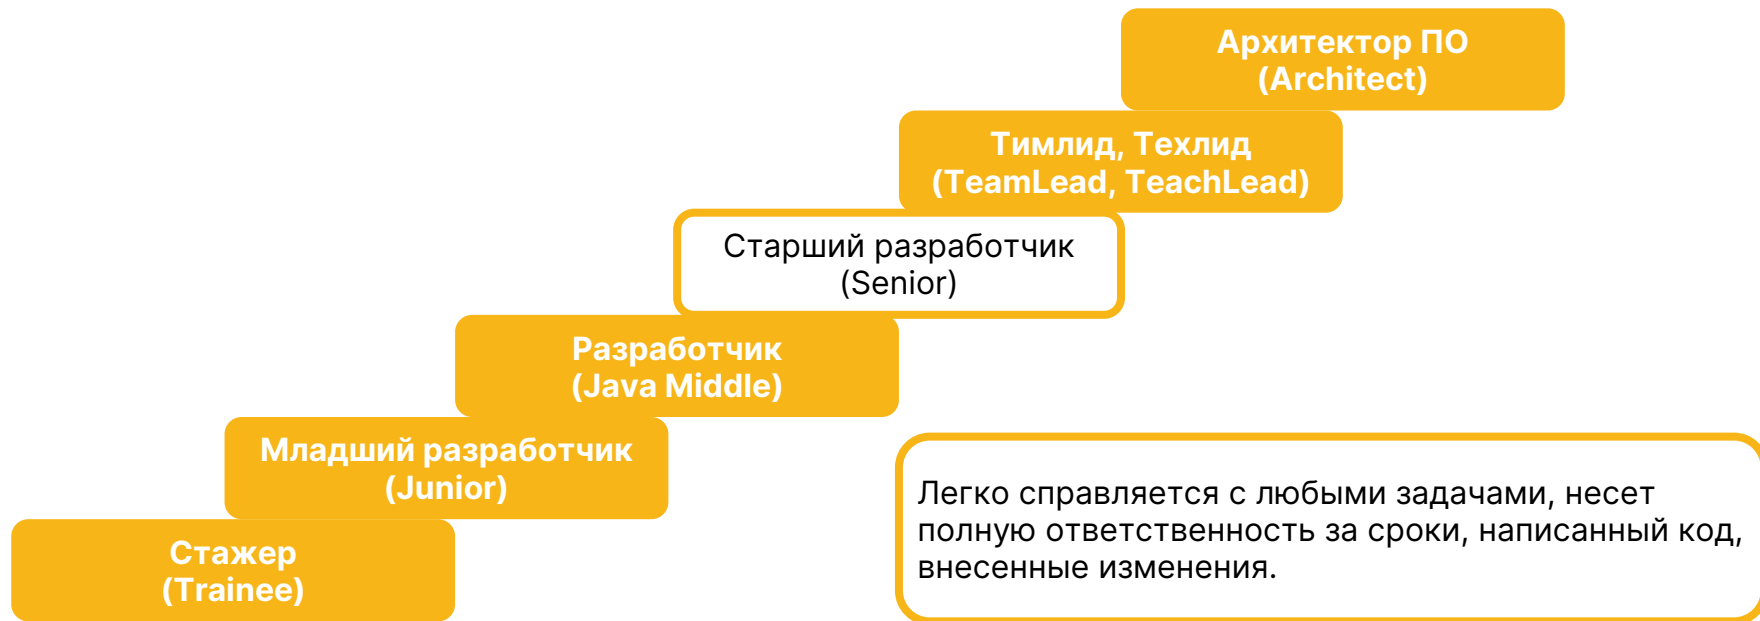 Архитектор ПО
(Architect)
Тимлид, Техлид
(TeamLead, TeachLead)
Старший разработчик
(Senior)
Разработчик
(Java Middle)
Младший разработчик
(Junior)
Стажер
(Trainee)
Легко справляется с любыми задачами, несет
полную ответственность за сроки, написанный код,
внесенные изменения.